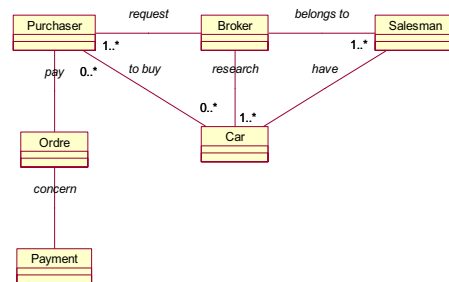 request
belongs to
Purchaser
Broker
Salesman
1..*
1..*
pay
0..*
to buy
research
have
0..*
1..*
Ordre
Car
concern
Payment